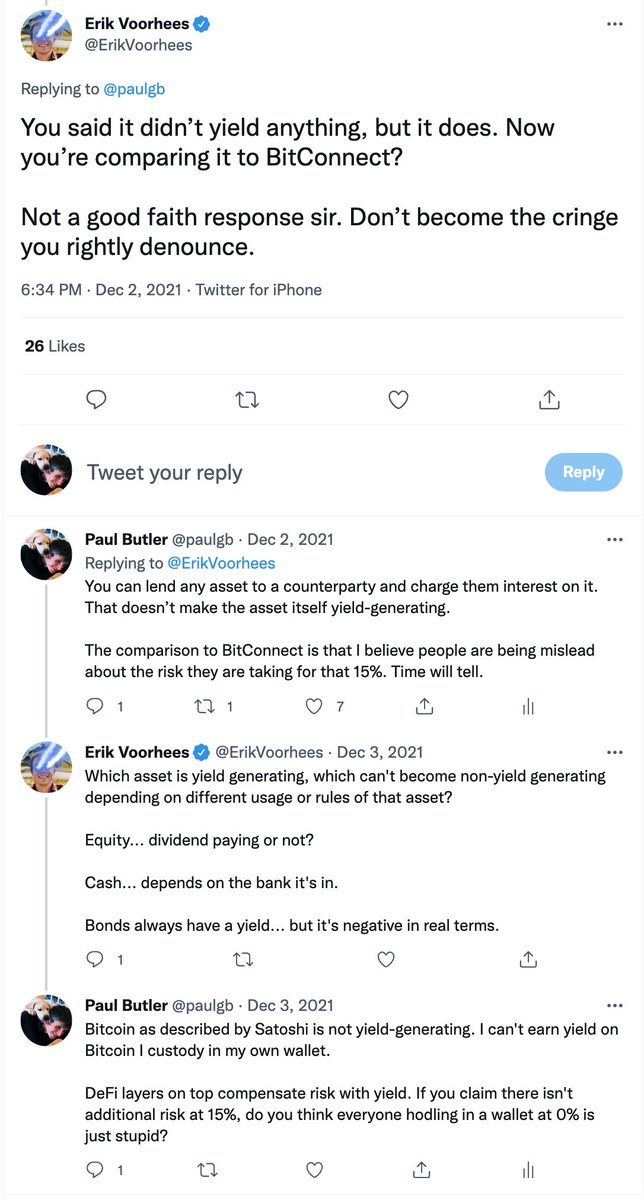 Erik Voorhees
@ErikVoorhees
Replying to @paulgb
You said it didn’t yield anything, but it does. Now
you’re comparing it to BitConnect?
Not a good faith response sir. Don’t become the cringe
you rightly denounce.
6:34 PM · Dec 2, 2021 · Twitter for iPhone
26 Likes
Tweet your reply
Reply
Paul Butler @paulgb · Dec 2, 2021
Replying to @ErikVoorhees
You can lend any asset to a counterparty and charge them interest on it.
That doesn’t make the asset itself yield-generating.
The comparison to BitConnect is that I believe people are being mislead
about the risk they are taking for that 15%. Time will tell.
1 1 7
Erik Voorhees @ErikVoorhees · Dec 3, 2021
Which asset is yield generating, which can't become non-yield generating
depending on different usage or rules of that asset?
Equity... dividend paying or not?
Cash... depends on the bank it's in.
Bonds always have a yield... but it's negative in real terms.
1
Paul Butler @paulgb · Dec 3, 2021
Bitcoin as described by Satoshi is not yield-generating. I can't earn yield on
Bitcoin I custody in my own wallet.
DeFi layers on top compensate risk with yield. If you claim there isn't
additional risk at 15%, do you think everyone hodling in a wallet at 0% is
just stupid?
1